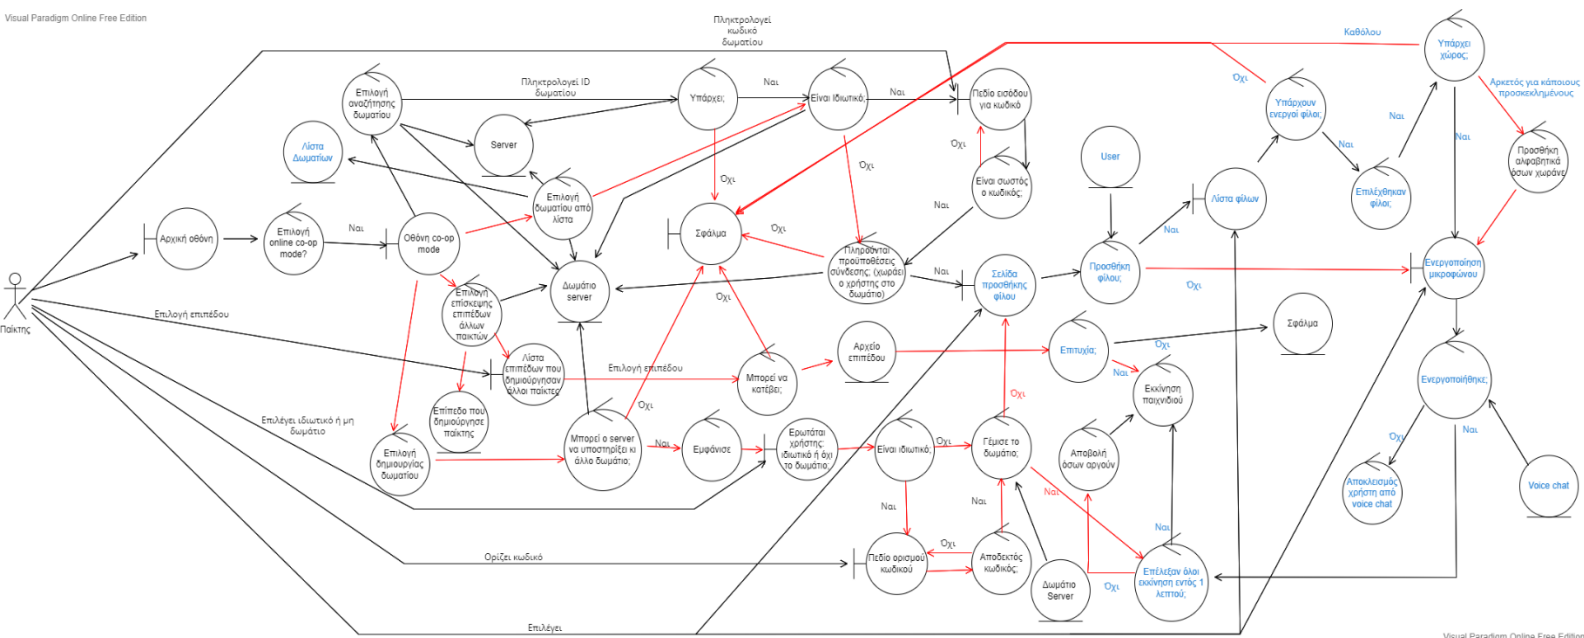 Visual Paradigm Online Free Edition
Πληκτρολογεί
κωδικό
δωματίου
Καθόλου
Υπάρχει
χώρος;
Επιλογή
αναζήτησης
δωματίου
Πληκτρολογεί ID
δωματίου
Υπάρχει;
Ναι
Είναι Ιδιωτικό;
Ναι
Πεδίο εισόδου
για κωδικό
Όχι
Υπάρχουν
ενεργοί φίλοι;
Αρκετός για κάποιους
προσκεκλημένους
Ναι
Ναι
Λίστα
Δωματίων
Server
Όχι
Όχι
Όχι
Είναι σωστός
ο κωδικός;
User
Ναι
Προσθήκη
αλφαβητικά
όσων χωράνε
Επιλογή
δωματίου από
λίστα
Επιλέχθηκαν
φίλοι;
Λίστα φίλων
Αρχική οθόνη
Επιλογή
online co-op
mode?
Ναι
Οθόνη co-op
mode
Σφάλμα
Όχι
Ναι
Ναι
Πληρούνται
προϋποθέσεις
σύνδεσης; (χωράει
ο χρήστης στο
δωμάτιο)
Ναι
Σελίδα
προσθήκης
φίλου
Προσθήκη
φίλου;
Όχι
Ενεργοποίηση
μικροφώνου
Δωμάτιο
server
Όχι
Παίκτης
Επιλογή επιπέδου
Επιλογή
επίσκεψης
επιπέδων
άλλων
παικτών
Σφάλμα
Λίστα
επιπέδων που
δημιούργησαν
άλλοι παίκτες
Επιλογή επιπέδου
Μπορεί να
κατέβει;
Αρχείο
επιπέδου
Επιτυχία;
Όχι
Ναι
Ενεργοποιήθηκε;
Εκκίνηση
παιχνιδιού
Επιλέγει ιδιωτικό ή μη
δωμάτιο
Επίπεδο που
δημιούργησε
παίκτης
Όχι
Όχι
Μπορεί ο server
να υποστηρίξει κι
άλλο δωμάτιο;
Ναι
Εμφάνισε
Ερωτάται
χρήστης:
ιδιωτικό ή όχι
το δωμάτιο;
Είναι ιδιωτικό;
Όχι
Γέμισε το
δωμάτιο;
Αποβολή
όσων αργούν
Όχι
Ναι
Επιλογή
δημιουργίας
δωματίου
Ναι
Ναι
Ναι
Ναι
Αποκλεισμός
χρήστη από
voice chat
Voice chat
Ορίζει κωδικό
Πεδίο ορισμού
κωδικού
Όχι
Αποδεκτός
κωδικός;
Δωμάτιο
Server
Όχι
Επέλεξαν όλοι
εκκίνηση εντός 1
λεπτού;
Επιλέγει
Visual Paradigm Online Free Edition